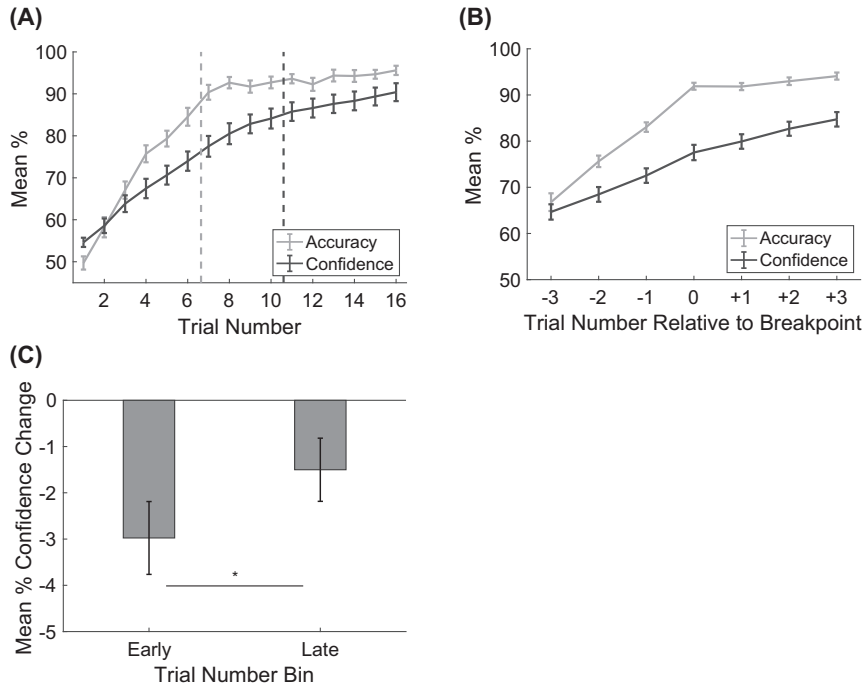 (A)
100
90
80
70
60
50
Mean %
2 4 6 8 10 12 14 16
Trial Number
Accuracy
Confidence
(B)
100
90
80
70
60
50
Mean %
-3 -2 -1 0 +1 +2 +3
Trial Number Relative to Breakpoint
Accuracy
Confidence
(C)
0
-1
-2
-3
-4
-5
Mean % Confidence Change
*
Early Late
Trial Number Bin